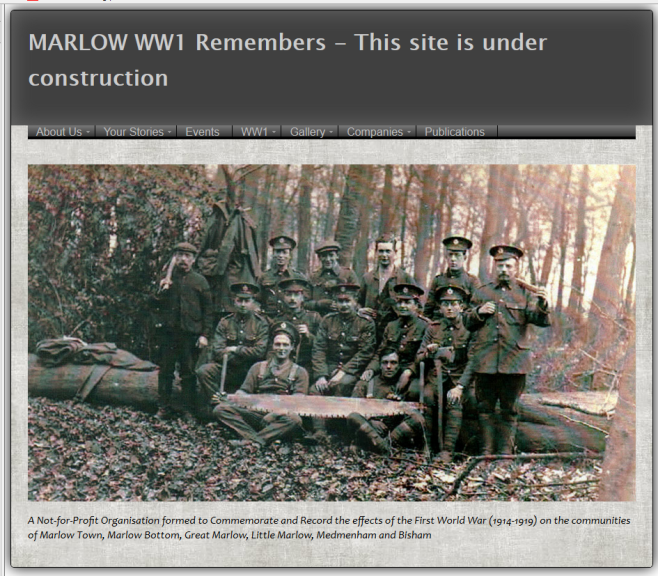 MARLOW WW1 Remembers – This site is under
construction
About Us Your Stories Events WW1 Gallery Companies Publications
A Not-for-Profit Organisation formed to Commemorate and Record the effects of the First World War (1914-1919) on the communities
of Marlow Town, Marlow Bottom, Great Marlow, Little Marlow, Medmenham and Bisham